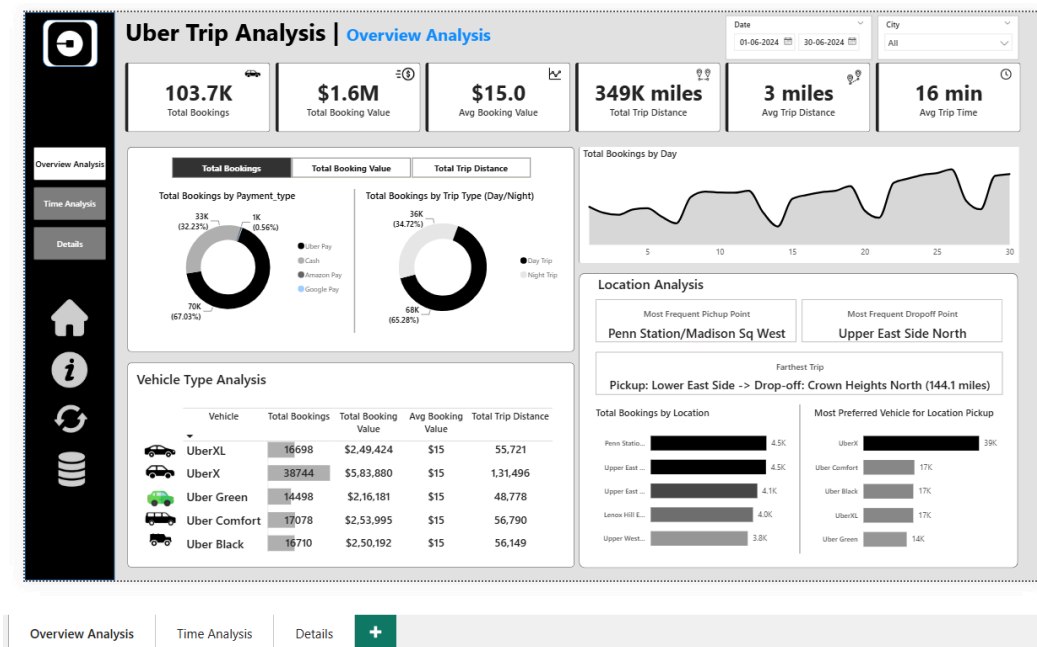 Uber Trip Analysis | Overview Analysis
Date
01-06-2024 30-06-2024
City
All
103.7K
Total Bookings
$1.6M
Total Booking Value
$15.0
Avg Booking Value
349K miles
Total Trip Distance
3 miles
Avg Trip Distance
16 min
Avg Trip Time
Overview Analysis
Time Analysis
Details
Total Bookings Total Booking Value Total Trip Distance
Total Bookings by Payment_type
33K
(32.23%)
1K
(0.56%)
70K
(67.03%)
Uber Pay
Cash
Amazon Pay
Google Pay
Total Bookings by Trip Type (Day/Night)
36K
(34.72%)
68K
(65.28%)
Day Trip
Night Trip
Total Bookings by Day
5 10 15 20 25 30
Vehicle Type Analysis
Vehicle Total Bookings Total Booking Value Avg Booking Value Total Trip Distance
UberXL 16698 $2,49,424 $15 55,721
UberX 38744 $5,83,880 $15 1,31,496
Uber Green 14498 $2,16,181 $15 48,778
Uber Comfort 17078 $2,53,995 $15 56,790
Uber Black 16710 $2,50,192 $15 56,149
Location Analysis
Most Frequent Pickup Point
Penn Station/Madison Sq West
Most Frequent Dropoff Point
Upper East Side North
Farthest Trip
Pickup: Lower East Side -> Drop-off: Crown Heights North (144.1 miles)
Total Bookings by Location
Penn Statio... 4.5K
Upper East ... 4.5K
Upper East ... 4.1K
Lenox Hill E... 4.0K
Upper West... 3.8K
Most Preferred Vehicle for Location Pickup
UberX 39K
Uber Comfort 17K
Uber Black 17K
UberXL 17K
Uber Green 14K
Overview Analysis Time Analysis Details +